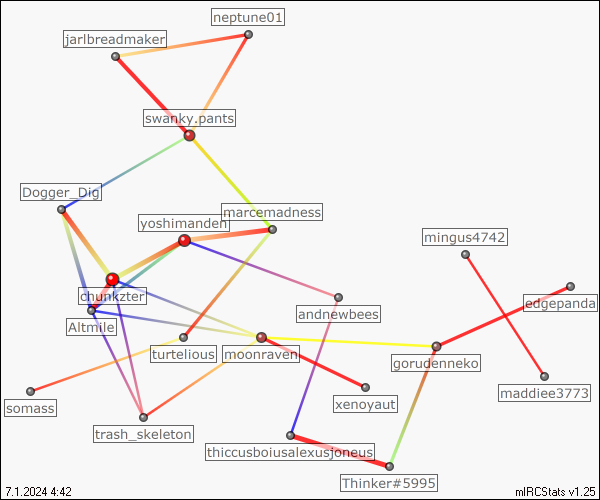 neptune01
jarlbreadmaker
swanky.pants
Dogger_Dig
yoshimanden
marcemadness
mingus4742
chunkzter
edgepanda
andnewbees
Altmile
turtelious
moonraven
gorudenneko
maddiee3773
somass
xenoyaut
trash_skeleton
thiccusboiusalexusjoneus
Thinker#5995
7.1.2024 4:42
mIRCStats v1.25